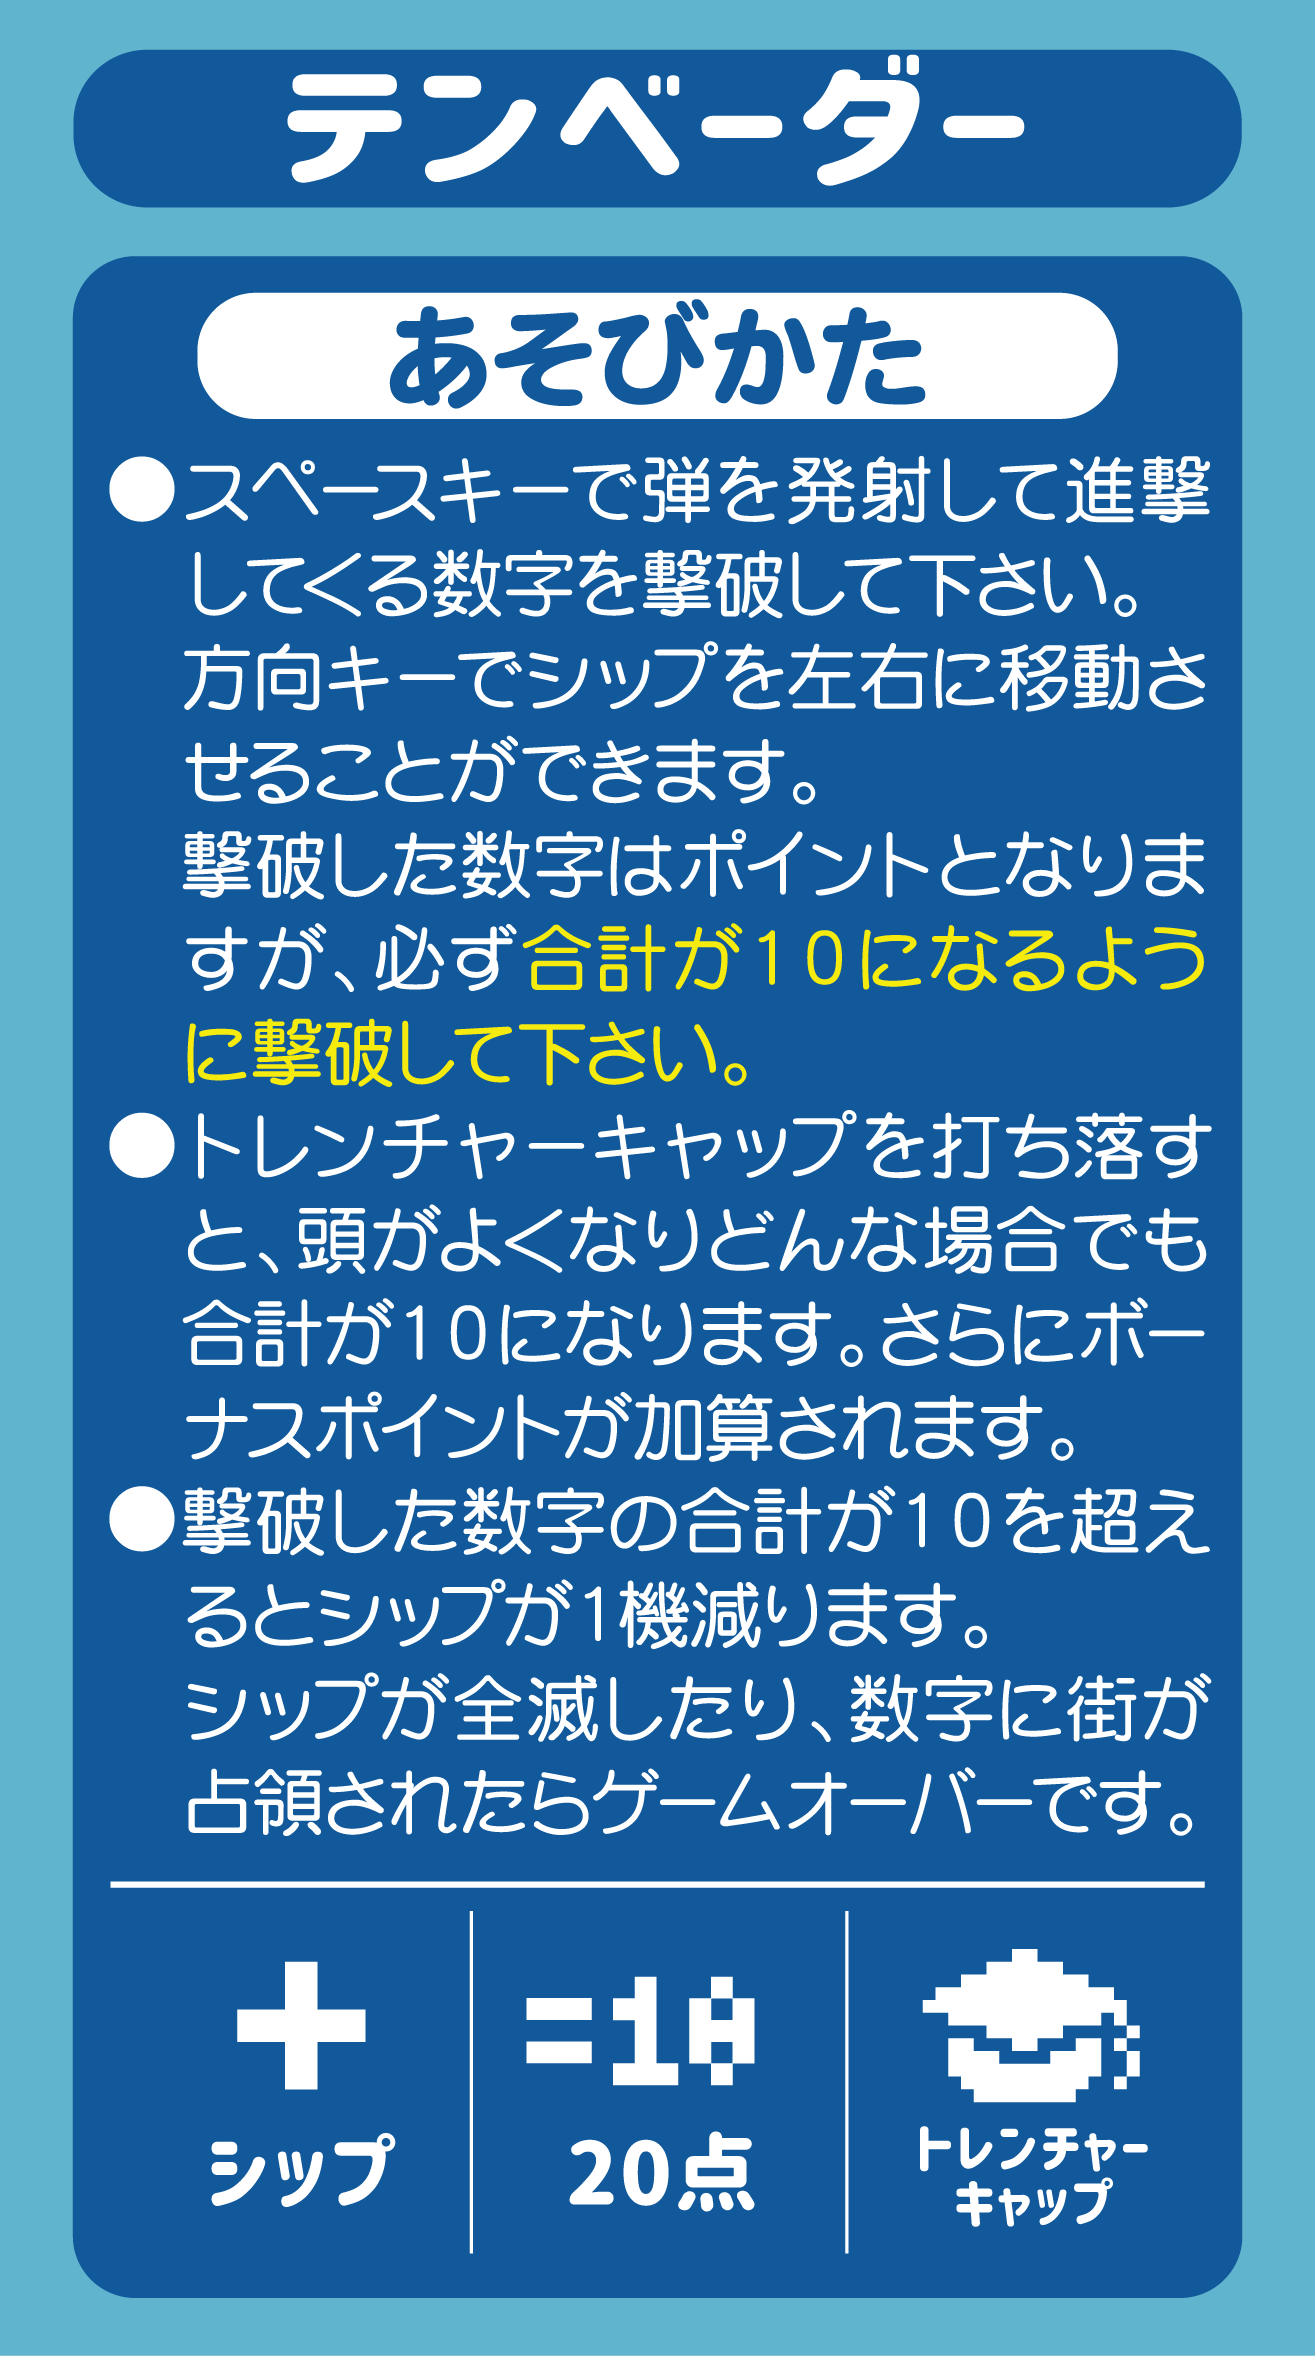 テンベーダー
あそびかた
●スペースキーで弾を発射して進撃
してくる数字を撃破して下さい。
方向キーでシップを左右に移動さ
せることができます。
撃破した数字はポイントとなりま
すが、必ず合計が10になるよう
に撃破して下さい。
●トレンチャーキャップを打ち落す
と、頭がよくなりどんな場合でも
合計が10になります。さらにボー
ナスポイントが加算されます。
●撃破した数字の合計が10を超え
るとシップが1機減ります。
シップが全滅したり、数字に街が
占領されたらゲームオーバーです。
+
シップ
=10
20点
トレンチャー
キャップ